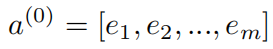 a^{(0)} = [e_1, e_2, ..., e_m]